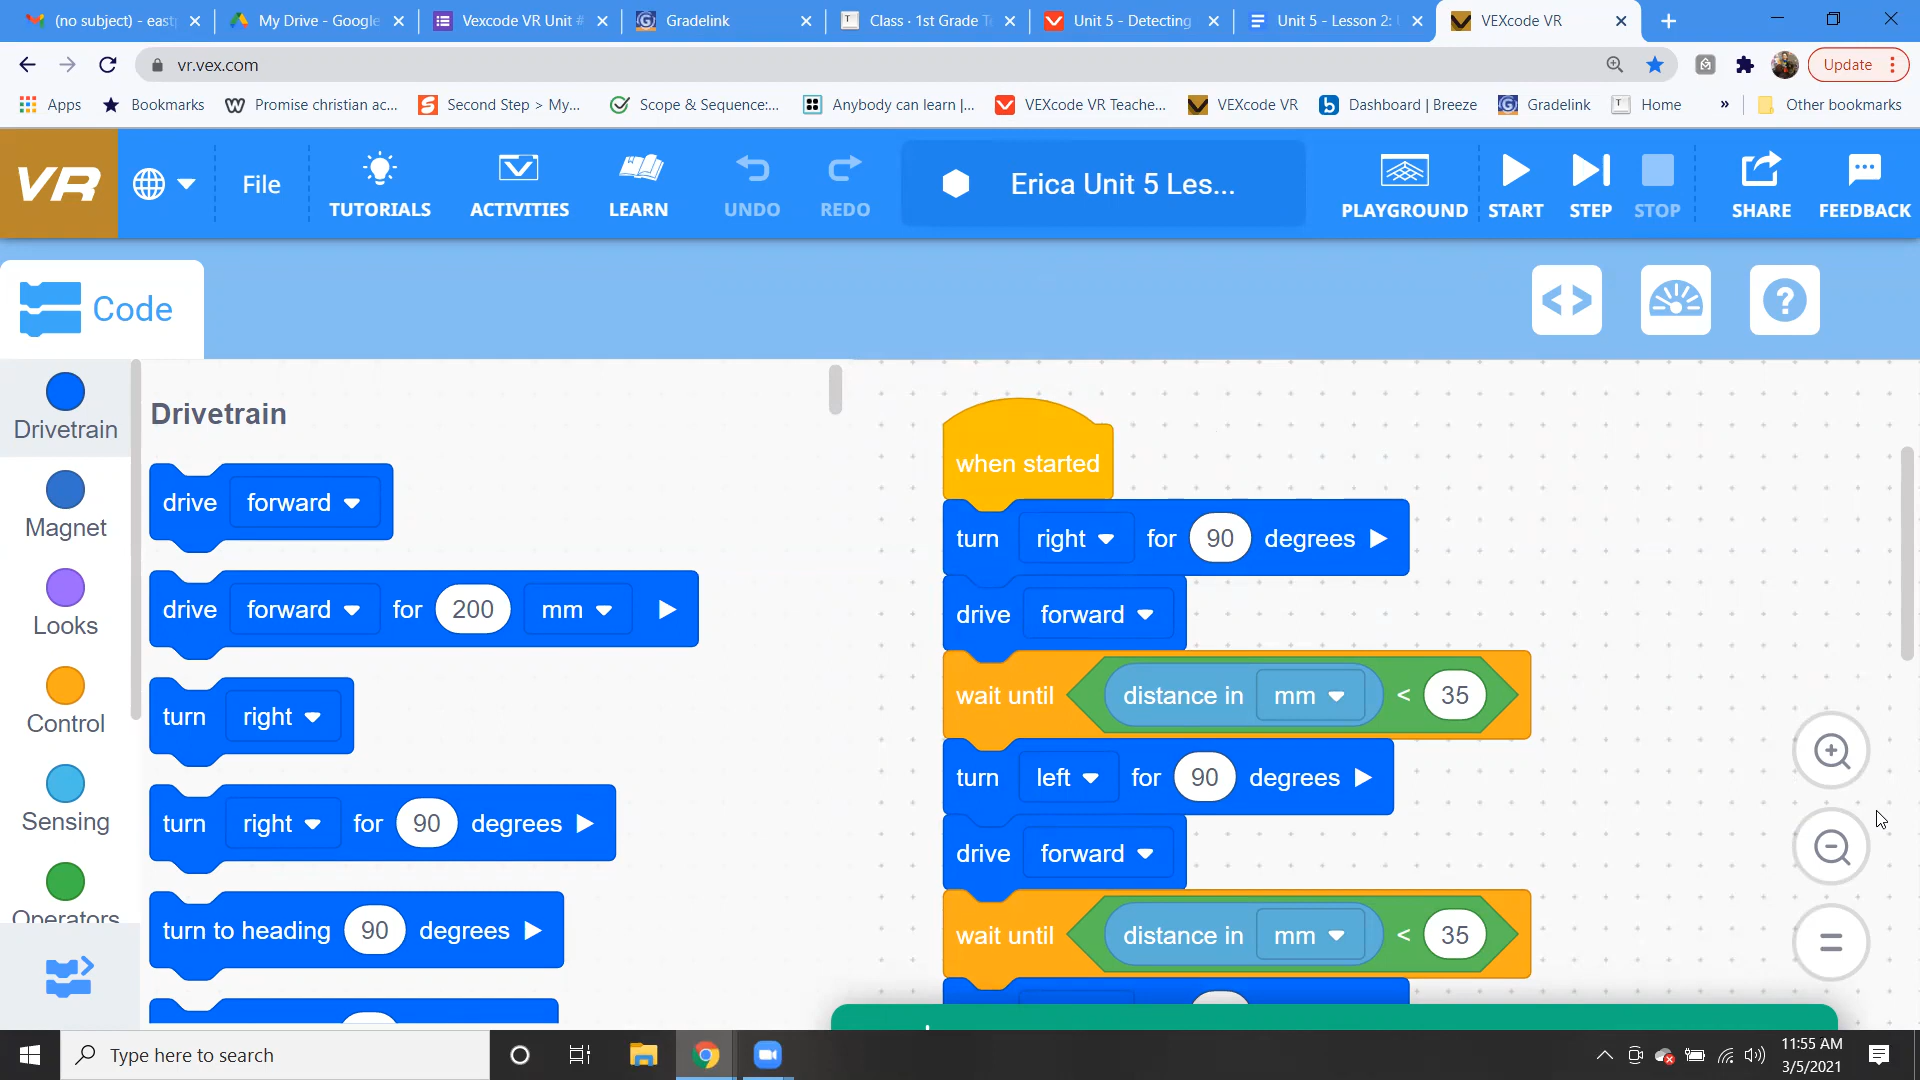 (no subject) - east
My Drive - Google
Vexcode VR Unit #
Gradelink
Class · 1st Grade T
Unit 5 - Detecting
Unit 5 - Lesson 2:
VEXcode VR
vr.vex.com
Update
Apps
Bookmarks
Promise christian ac...
Second Step > My...
Scope & Sequence:...
Anybody can learn |...
VEXcode VR Teache...
VEXcode VR
Dashboard | Breeze
Gradelink
Home
»
Other bookmarks
VR
File
TUTORIALS
ACTIVITIES
LEARN
UNDO
REDO
Erica Unit 5 Les...
PLAYGROUND
START
STEP
STOP
SHARE
FEEDBACK
Code
Drivetrain
Magnet
Looks
Control
Sensing
Operators
Drivetrain
drive forward
drive forward for 200 mm
turn right
turn right for 90 degrees
turn to heading 90 degrees
when started
turn right for 90 degrees
drive forward
wait until distance in mm < 35
turn left for 90 degrees
drive forward
wait until distance in mm < 35
Type here to search
11:55 AM
3/5/2021